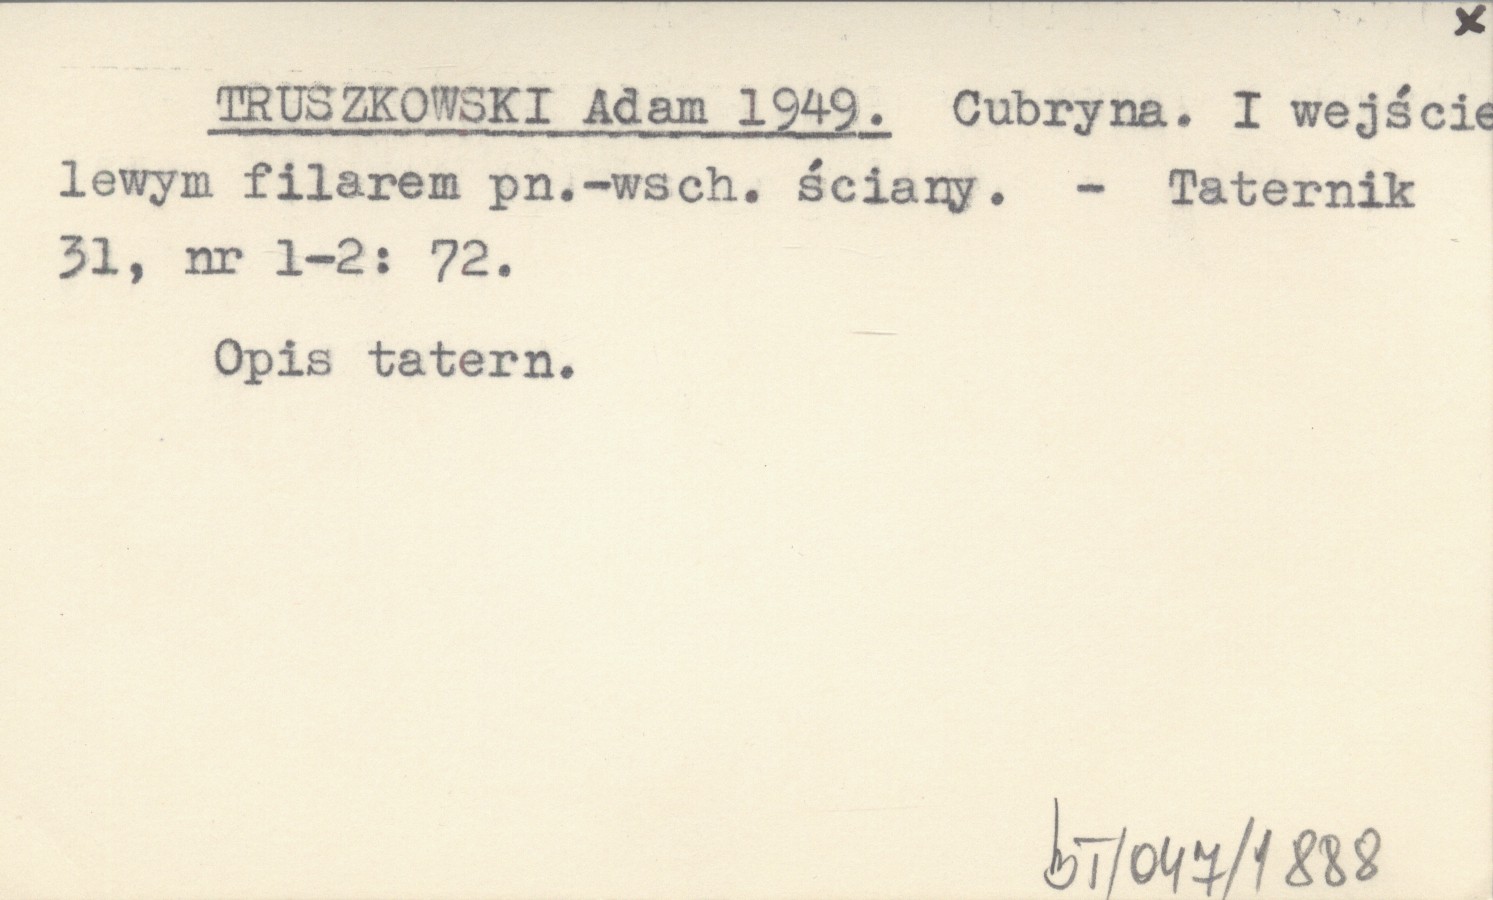 x
TRUSZKOWSKI Adam 1949. Cubryna. I wejście
lewym filarem pn.-wsch. ściany. - Taternik
31, nr 1-2: 72.
Opis tatern.
BT/047/1888